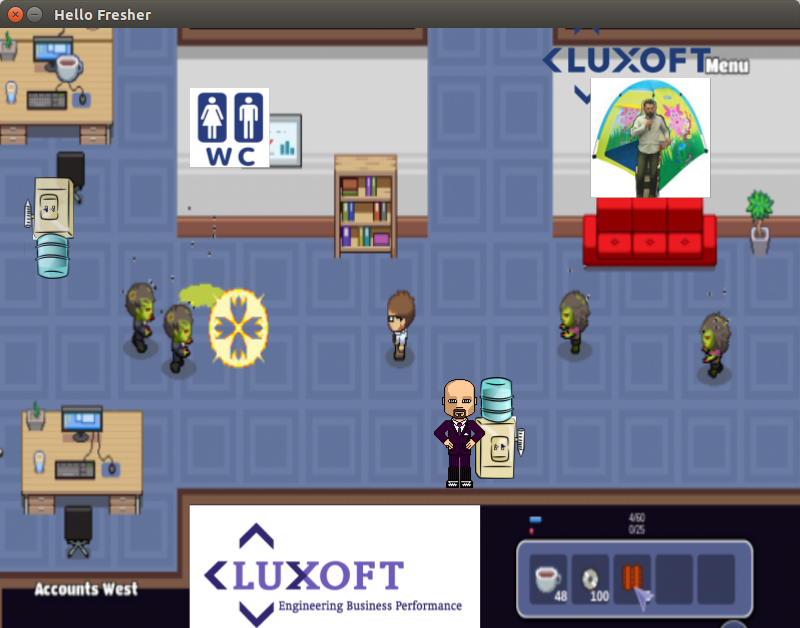 Hello Fresher
LUXOFT
Menu
WC
LUXOFT
Engineering Business Performance
4/60
0/25
48
100
Accounts West